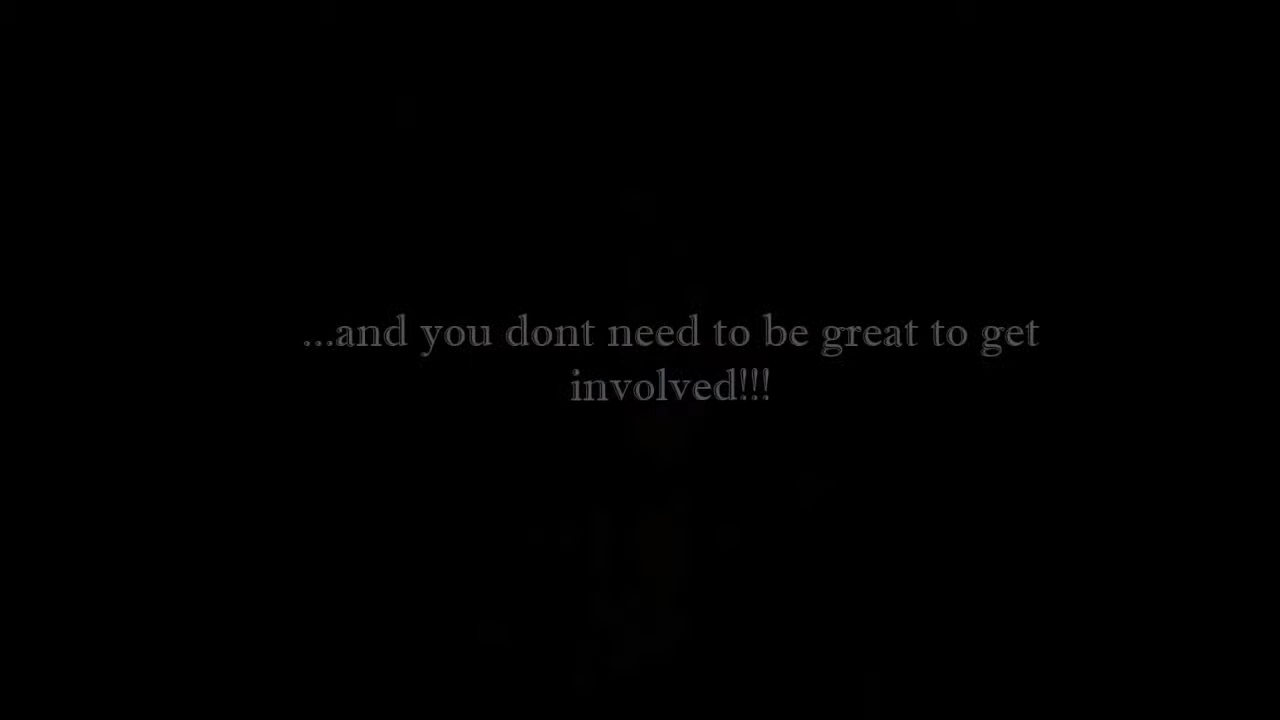 ...and you dont need to be great to get
involved!!!